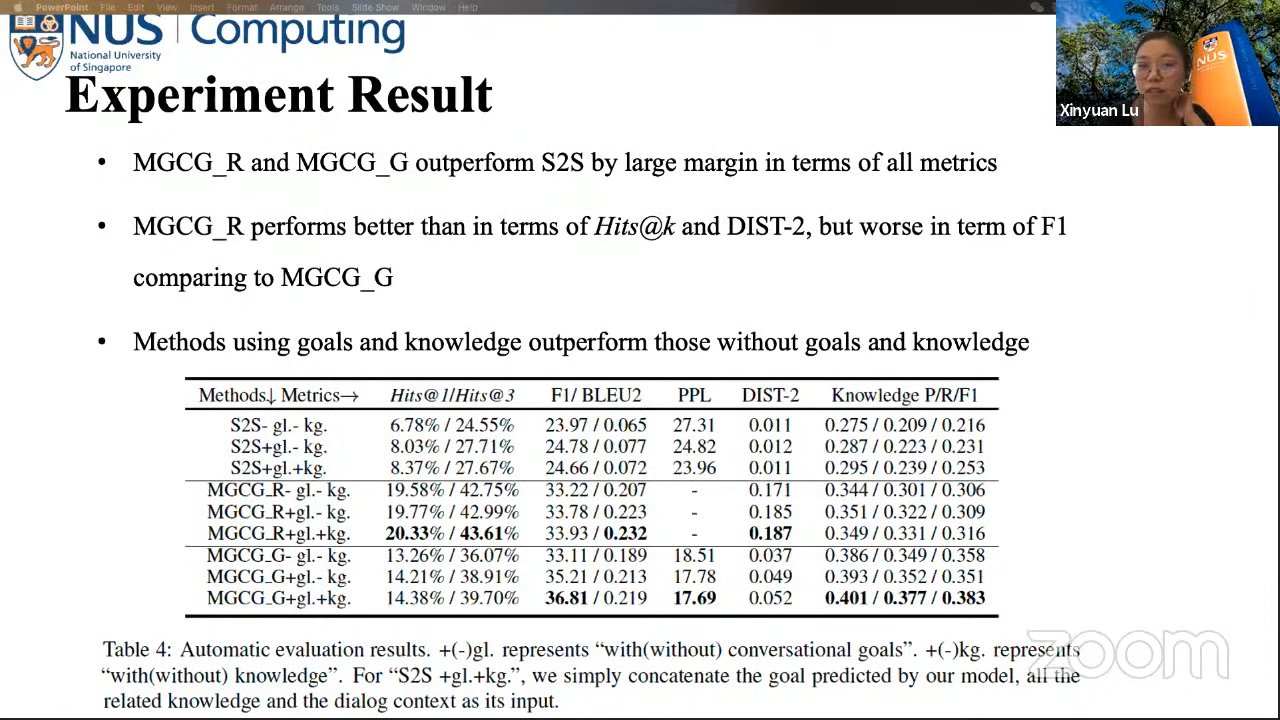 PowerPoint File Edit View Insert Format Arrange Tools Slide Show Window Help
NUS Computing
National University
of Singapore
NUS
Xinyuan Lu
Experiment Result
• MGCG_R and MGCG_G outperform S2S by large margin in terms of all metrics
• MGCG_R performs better than in terms of Hits@k and DIST-2, but worse in term of F1
comparing to MGCG_G
• Methods using goals and knowledge outperform those without goals and knowledge
Methods↓ Metrics→ Hits@1/Hits@3 F1/ BLEU2 PPL DIST-2 Knowledge P/R/F1
S2S- gl.- kg. 6.78% / 24.55% 23.97 / 0.065 27.31 0.011 0.275 / 0.209 / 0.216
S2S+gl.- kg. 8.03% / 27.71% 24.78 / 0.077 24.82 0.012 0.287 / 0.223 / 0.231
S2S+gl.+kg. 8.37% / 27.67% 24.66 / 0.072 23.96 0.011 0.295 / 0.239 / 0.253
MGCG_R- gl.- kg. 19.58% / 42.75% 33.22 / 0.207 - 0.171 0.344 / 0.301 / 0.306
MGCG_R+gl.- kg. 19.77% / 42.99% 33.78 / 0.223 - 0.185 0.351 / 0.322 / 0.309
MGCG_R+gl.+kg. 20.33% / 43.61% 33.93 / 0.232 - 0.187 0.349 / 0.331 / 0.316
MGCG_G- gl.- kg. 13.26% / 36.07% 33.11 / 0.189 18.51 0.037 0.386 / 0.349 / 0.358
MGCG_G+gl.- kg. 14.21% / 38.91% 35.21 / 0.213 17.78 0.049 0.393 / 0.352 / 0.351
MGCG_G+gl.+kg. 14.38% / 39.70% 36.81 / 0.219 17.69 0.052 0.401 / 0.377 / 0.383
Table 4: Automatic evaluation results. +(-)gl. represents “with(without) conversational goals”. +(-)kg. represents
“with(without) knowledge”. For “S2S +gl.+kg.”, we simply concatenate the goal predicted by our model, all the
related knowledge and the dialog context as its input.
zoom